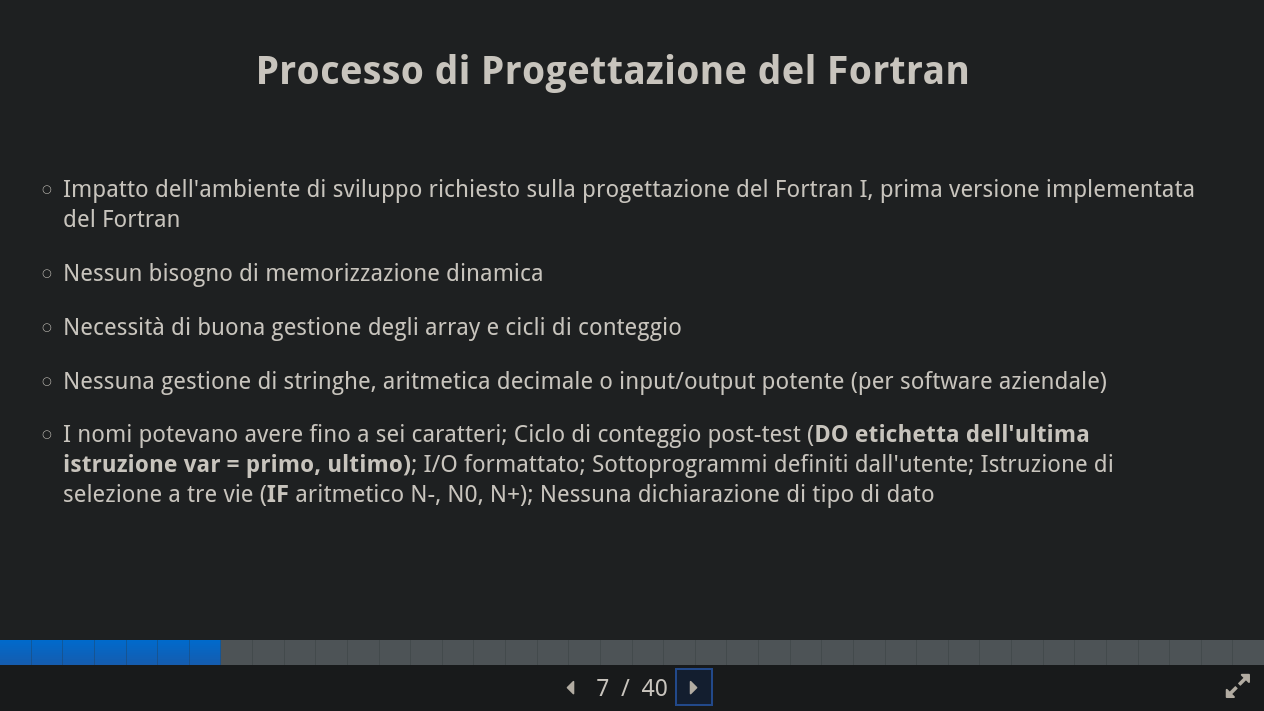 Processo di Progettazione del Fortran
Impatto dell'ambiente di sviluppo richiesto sulla progettazione del Fortran I, prima versione implementata
del Fortran
Nessun bisogno di memorizzazione dinamica
Necessità di buona gestione degli array e cicli di conteggio
Nessuna gestione di stringhe, aritmetica decimale o input/output potente (per software aziendale)
I nomi potevano avere fino a sei caratteri; Ciclo di conteggio post-test (DO etichetta dell'ultima
istruzione var = primo, ultimo); I/O formattato; Sottoprogrammi definiti dall'utente; Istruzione di
selezione a tre vie (IF aritmetico N-, N0, N+); Nessuna dichiarazione di tipo di dato
7 / 40